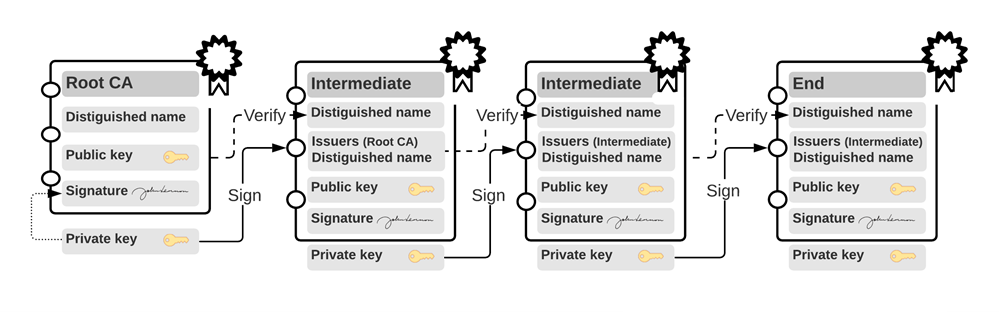 Root CA
Distiguished name
Public key
Signature
Private key
Verify
Sign
Intermediate
Distiguished name
Issuers (Root CA)
Distiguished name
Public key
Signature
Private key
Verify
Sign
Intermediate
Distiguished name
Issuers (Intermediate)
Distiguished name
Public key
Signature
Private key
Verify
Sign
End
Distiguished name
Issuers (Intermediate)
Distiguished name
Public key
Signature
Private key